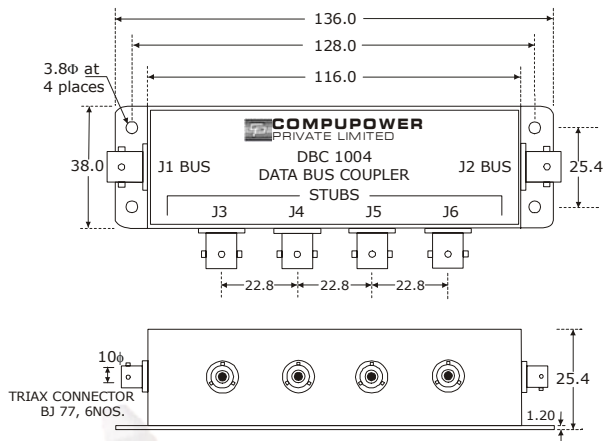 136.0
128.0
3.8Φ at
4 places
116.0
CP
COMPUPOWER
PRIVATE LIMITED
38.0
J1 BUS
DBC 1004
J2 BUS
25.4
DATA BUS COUPLER
STUBS
J3 J4 J5 J6
22.8 22.8 22.8
10ϕ
25.4
TRIAX CONNECTOR
BJ 77, 6NOS.
1.20